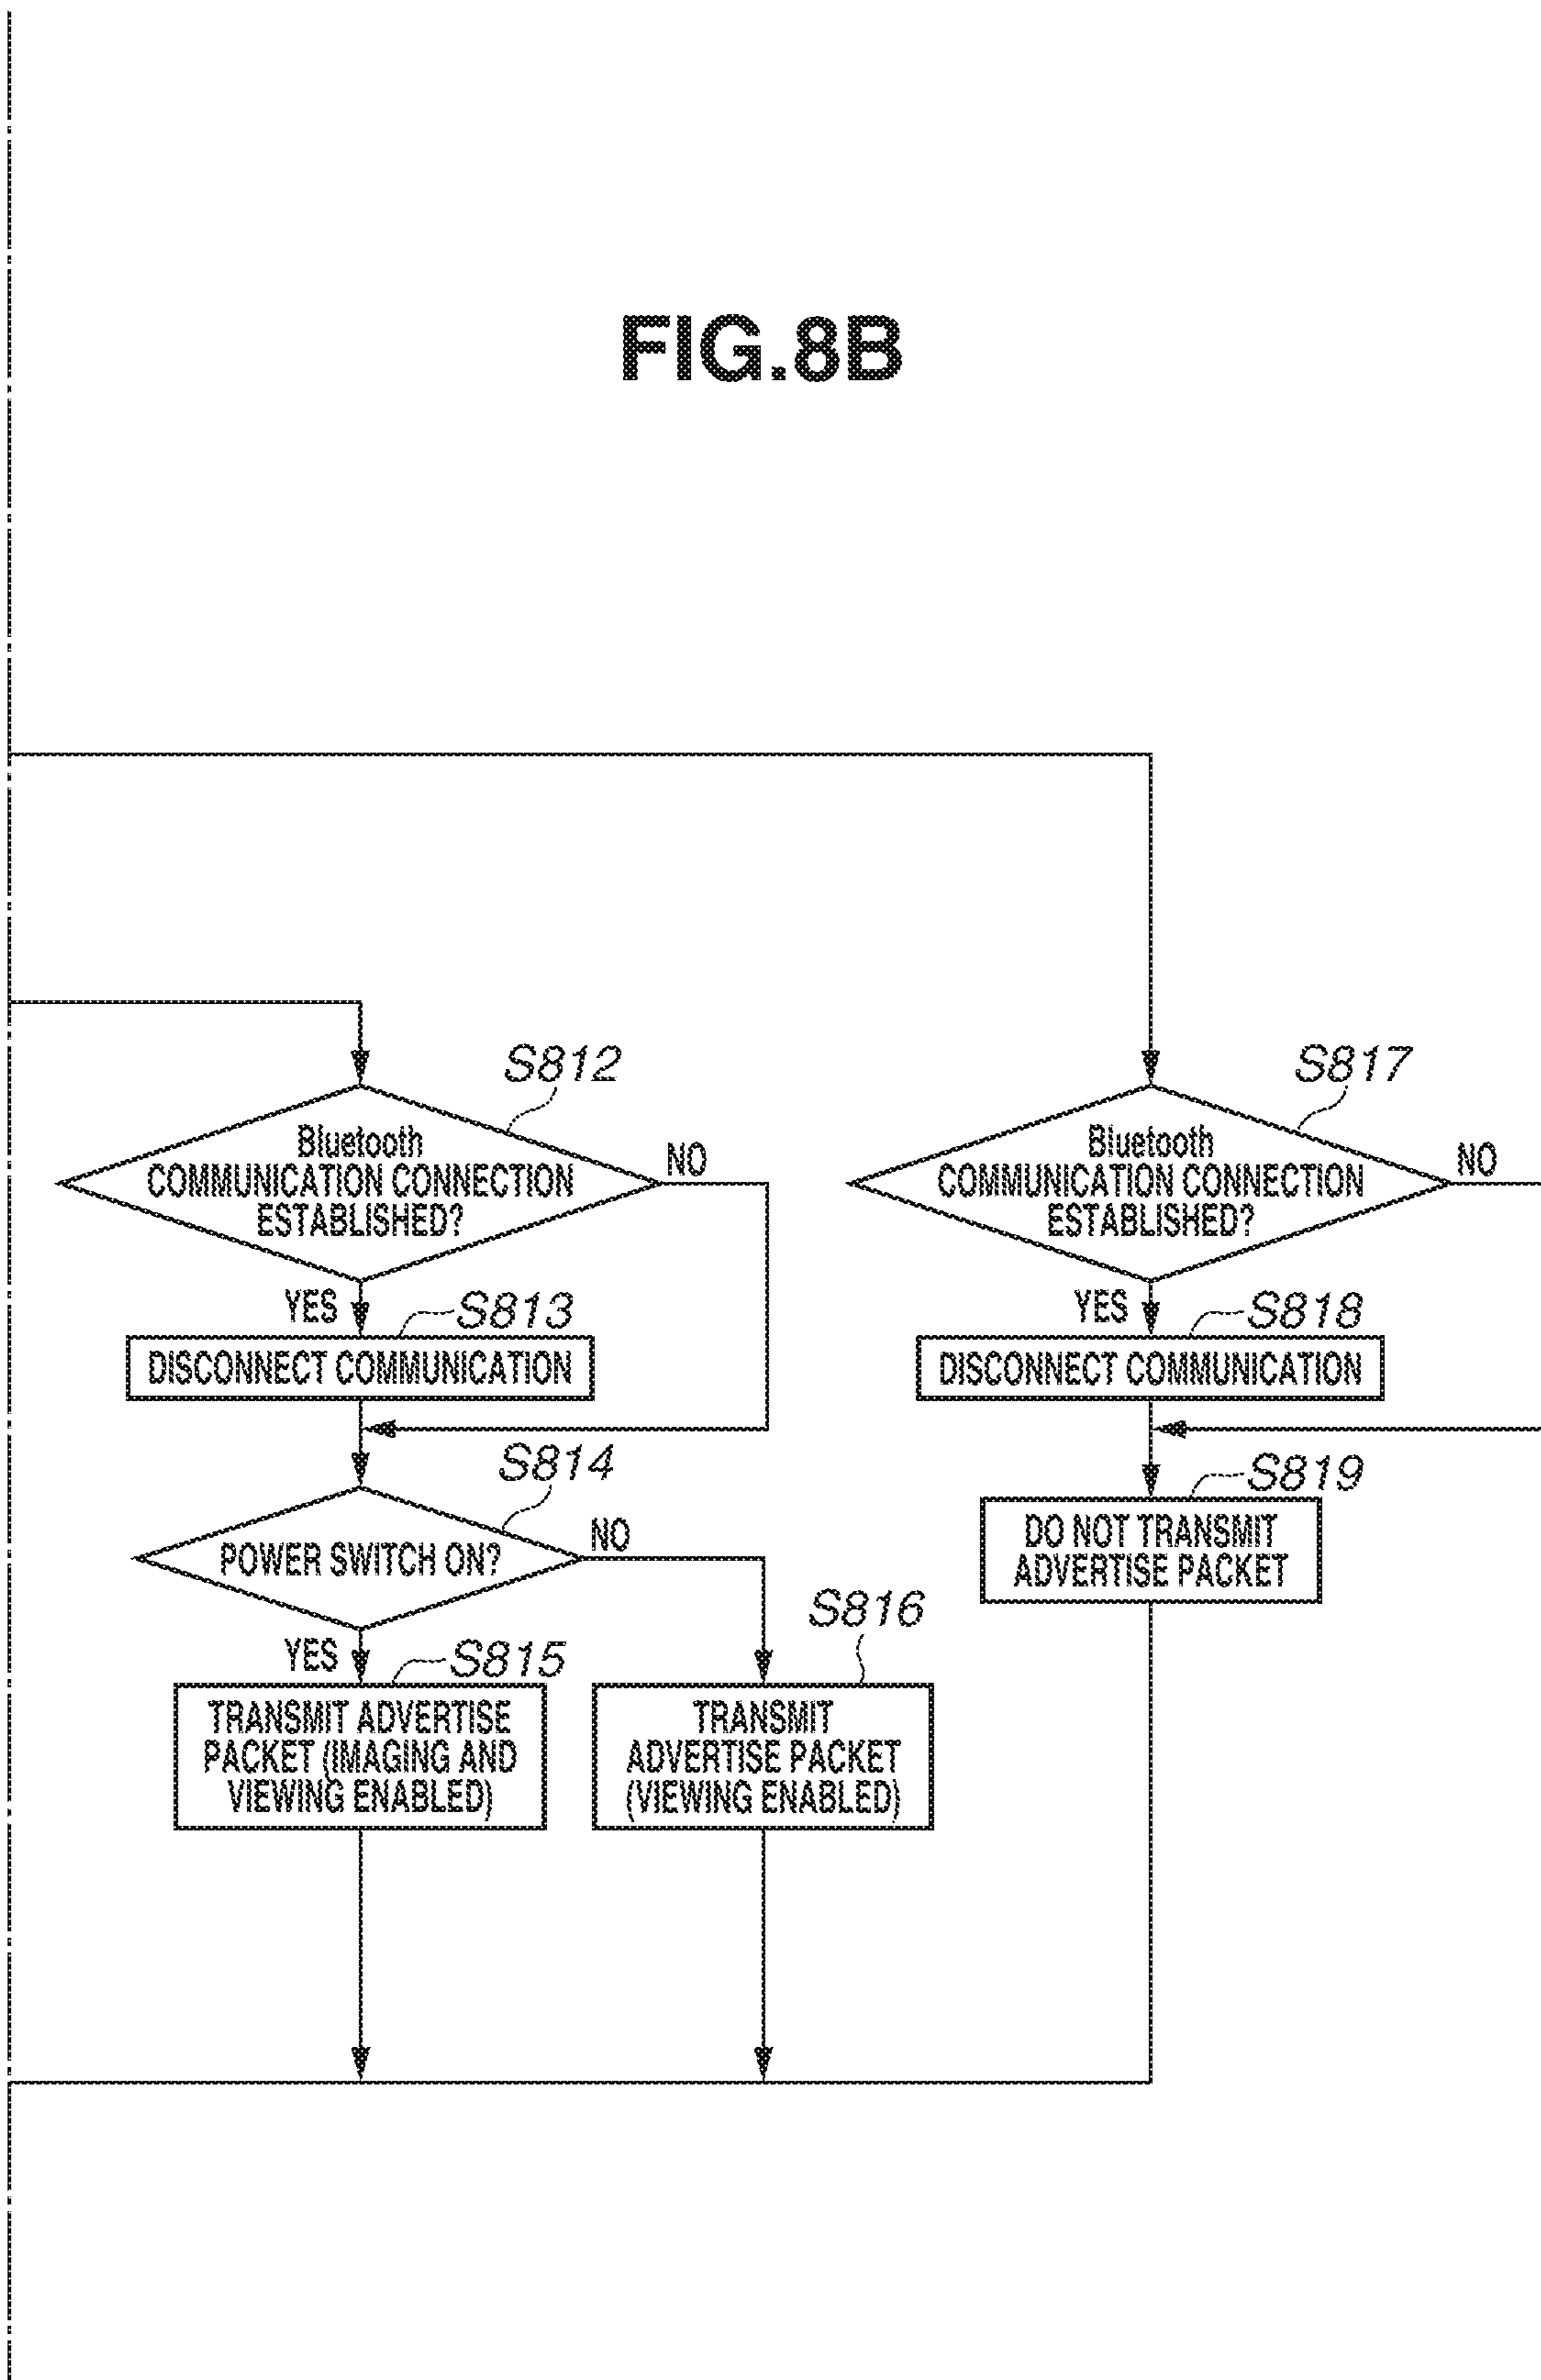 FIG.8B
S812
Bluetooth
COMMUNICATION CONNECTION
ESTABLISHED?
NO
YES
S813
DISCONNECT COMMUNICATION
S814
POWER SWITCH ON?
NO
YES
S815
TRANSMIT ADVERTISE
PACKET (IMAGING AND
VIEWING ENABLED)
S816
TRANSMIT
ADVERTISE PACKET
(VIEWING ENABLED)
S817
Bluetooth
COMMUNICATION CONNECTION
ESTABLISHED?
NO
YES
S818
DISCONNECT COMMUNICATION
S819
DO NOT TRANSMIT
ADVERTISE PACKET